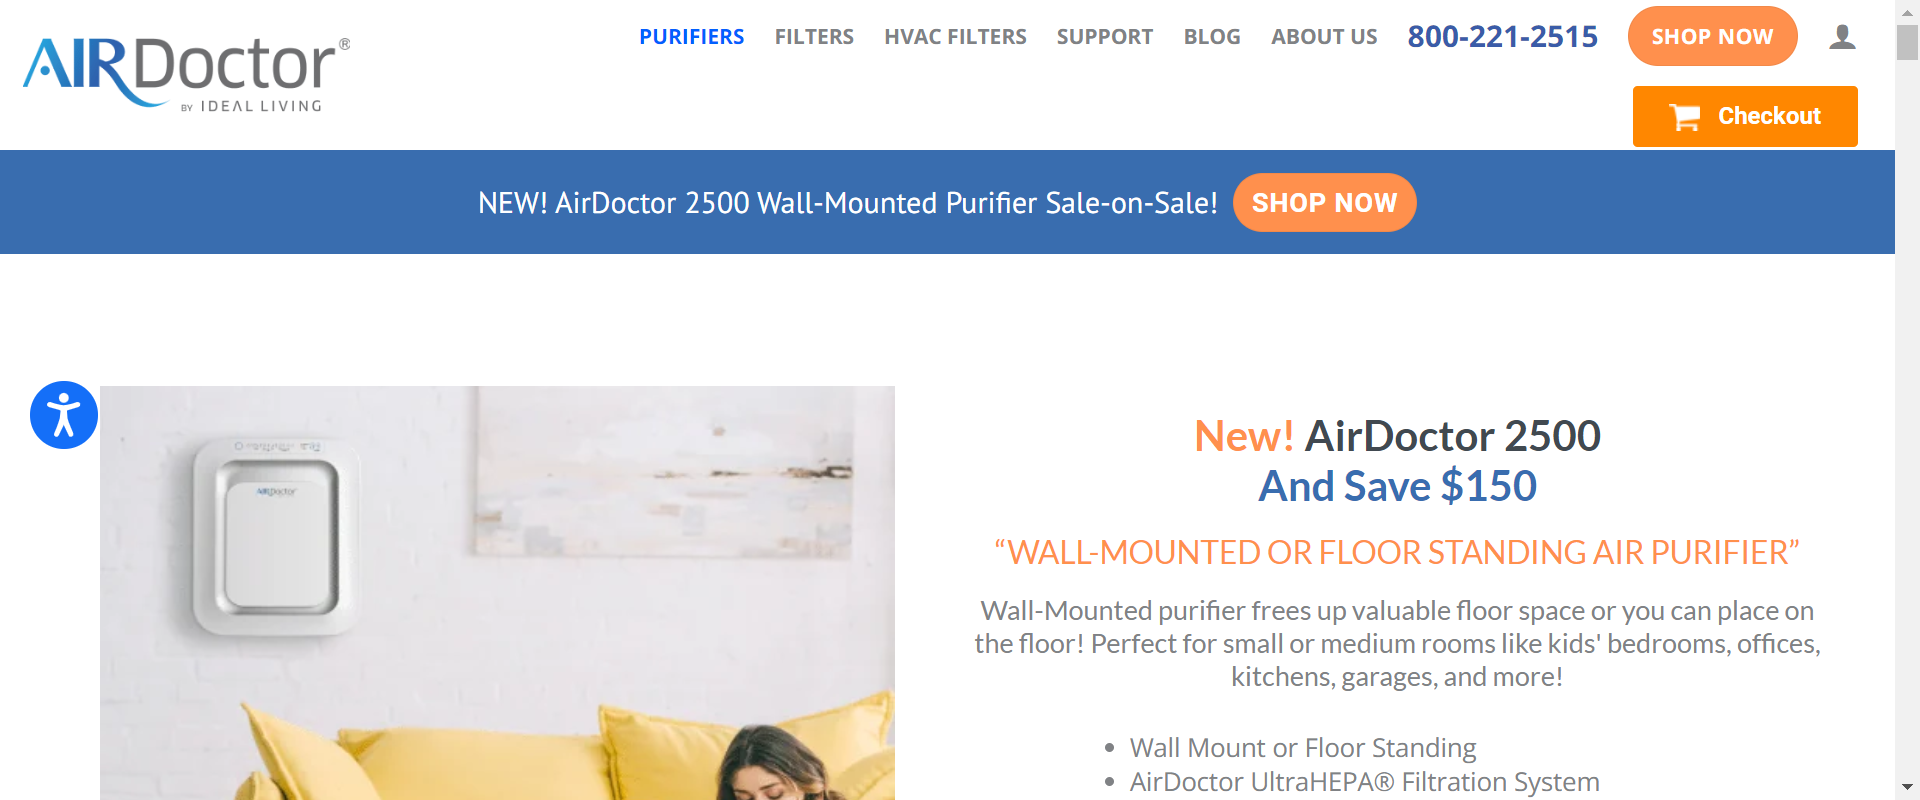 AIRDoctor®
BY IDEAL LIVING
PURIFIERS FILTERS HVAC FILTERS SUPPORT BLOG ABOUT US 800-221-2515 SHOP NOW
Checkout
NEW! AirDoctor 2500 Wall-Mounted Purifier Sale-on-Sale! SHOP NOW
AIRDoctor
New! AirDoctor 2500
And Save $150
“WALL-MOUNTED OR FLOOR STANDING AIR PURIFIER”
Wall-Mounted purifier frees up valuable floor space or you can place on
the floor! Perfect for small or medium rooms like kids' bedrooms, offices,
kitchens, garages, and more!
• Wall Mount or Floor Standing
• AirDoctor UltraHEPA® Filtration System